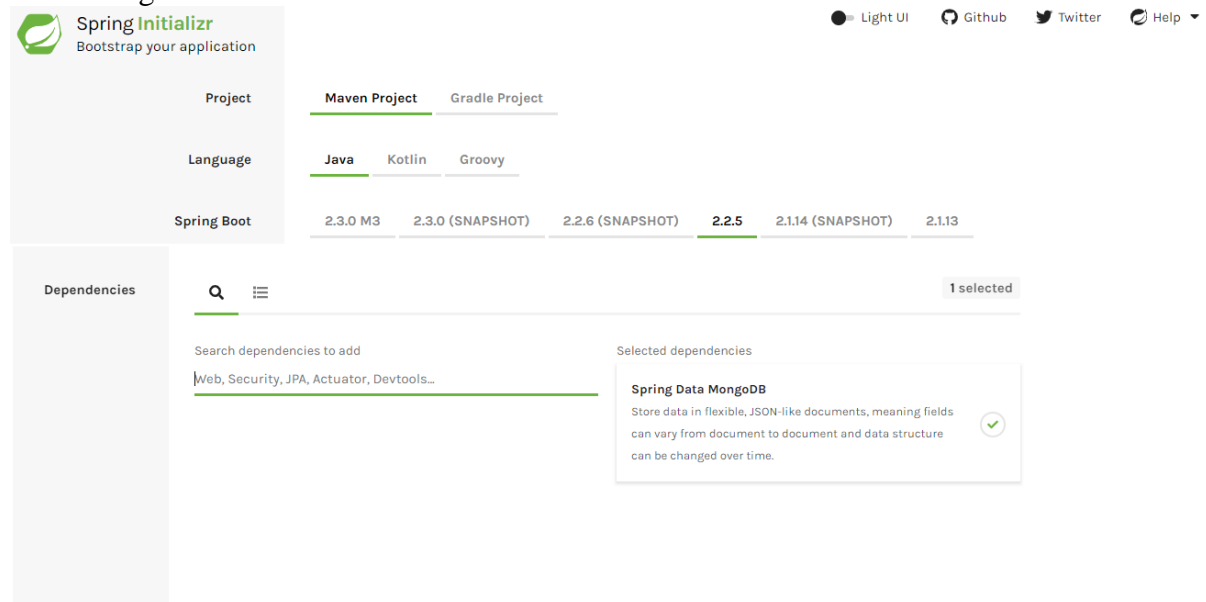 Spring Initializr
Bootstrap your application
Light UI Github Twitter Help
Project Maven Project Gradle Project
Language Java Kotlin Groovy
Spring Boot 2.3.0 M3 2.3.0 (SNAPSHOT) 2.2.6 (SNAPSHOT) 2.2.5 2.1.14 (SNAPSHOT) 2.1.13
Dependencies 1 selected
Search dependencies to add
Web, Security, JPA, Actuator, Devtools...
Selected dependencies
Spring Data MongoDB
Store data in flexible, JSON-like documents, meaning fields
can vary from document to document and data structure
can be changed over time.